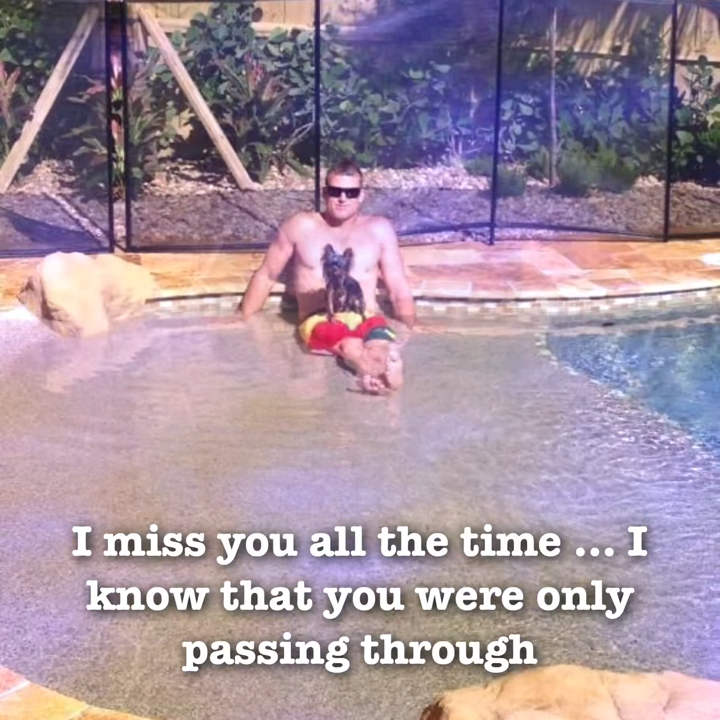 I miss you all the time ... I
know that you were only
passing through